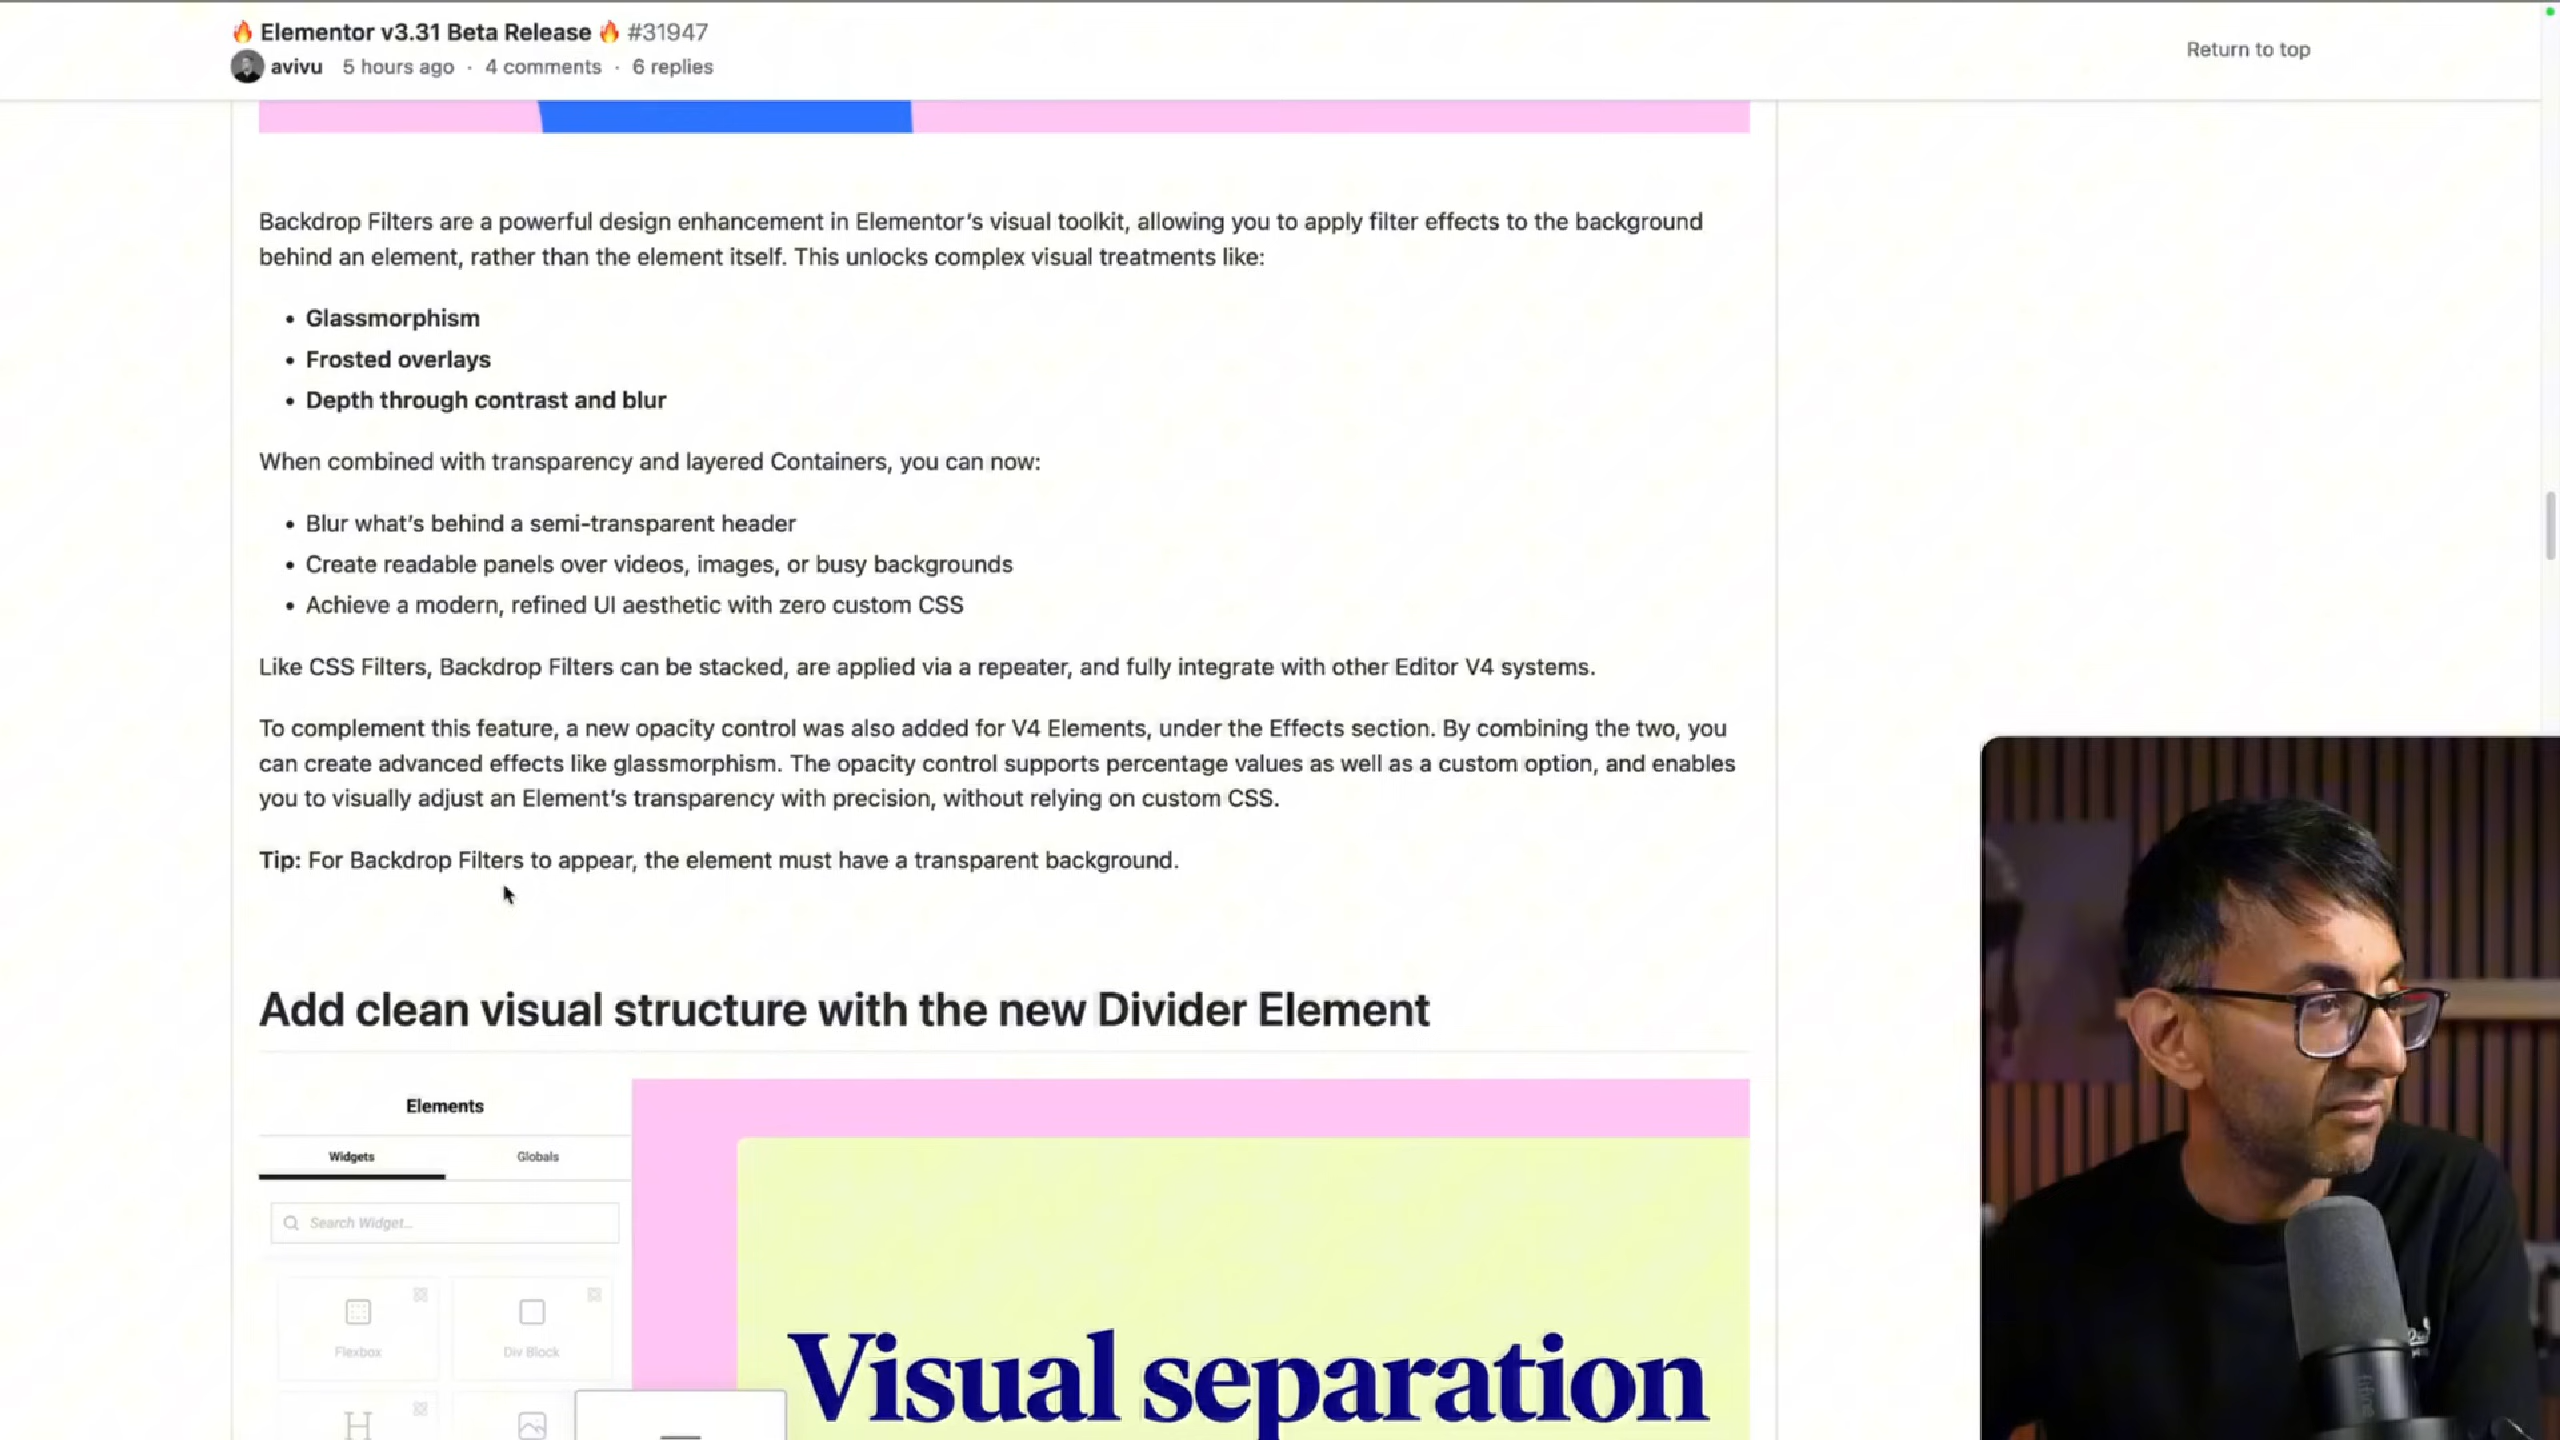 🔥 Elementor v3.31 Beta Release 🔥 #31947
avivu 5 hours ago · 4 comments · 6 replies
Return to top
Backdrop Filters are a powerful design enhancement in Elementor's visual toolkit, allowing you to apply filter effects to the background
behind an element, rather than the element itself. This unlocks complex visual treatments like:
• Glassmorphism
• Frosted overlays
• Depth through contrast and blur
When combined with transparency and layered Containers, you can now:
• Blur what's behind a semi-transparent header
• Create readable panels over videos, images, or busy backgrounds
• Achieve a modern, refined UI aesthetic with zero custom CSS
Like CSS Filters, Backdrop Filters can be stacked, are applied via a repeater, and fully integrate with other Editor V4 systems.
To complement this feature, a new opacity control was also added for V4 Elements, under the Effects section. By combining the two, you
can create advanced effects like glassmorphism. The opacity control supports percentage values as well as a custom option, and enables
you to visually adjust an Element's transparency with precision, without relying on custom CSS.
Tip: For Backdrop Filters to appear, the element must have a transparent background.
Add clean visual structure with the new Divider Element
Elements
Widgets Globals
Search Widget...
Flexbox Div Block
H
Visual separation